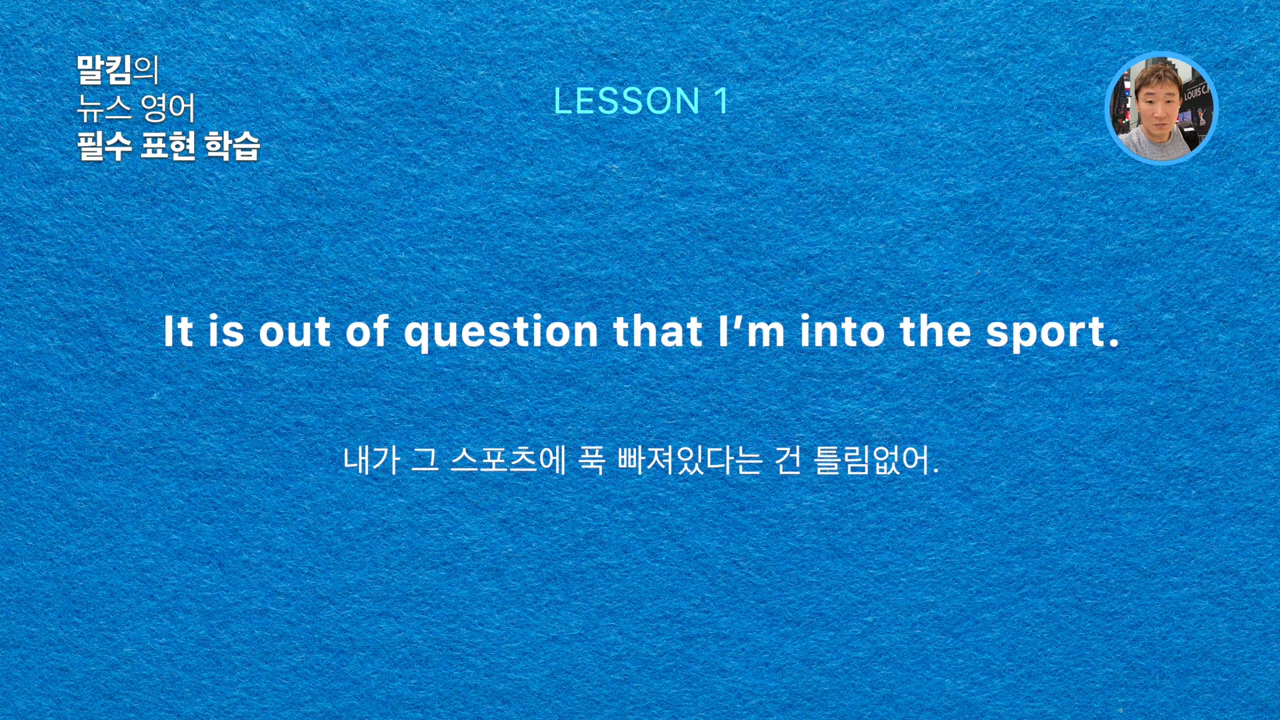 말킴의
뉴스 영어
필수 표현 학습
LESSON 1
LOUIS C
It is out of question that I’m into the sport.
내가 그 스포츠에 푹 빠져있다는 건 틀림없어.